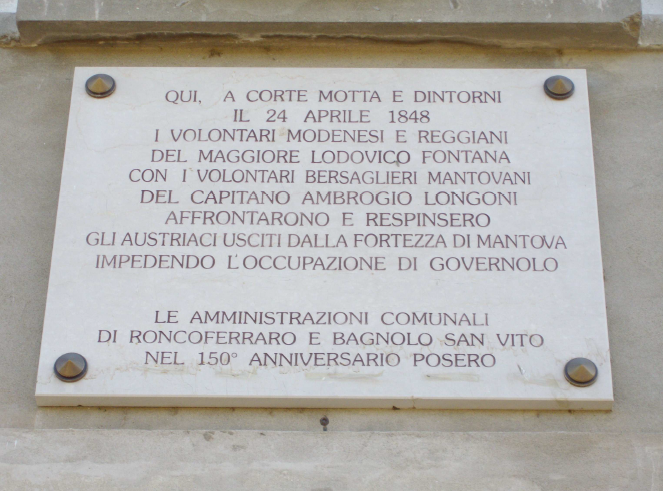 QUI, A CORTE MOTTA E DINTORNI
IL 24 APRILE 1848
I VOLONTARI MODENESI E REGGIANI
DEL MAGGIORE LODOVICO FONTANA
CON I VOLONTARI BERSAGLIERI MANTOVANI
DEL CAPITANO AMBROGIO LONGONI
AFFRONTARONO E RESPINSERO
GLI AUSTRIACI USCITI DALLA FORTEZZA DI MANTOVA
IMPEDENDO L'OCCUPAZIONE DI GOVERNOLO
LE AMMINISTRAZIONI COMUNALI
DI RONCOFERRARO E BAGNOLO SAN VITO
NEL 150° ANNIVERSARIO POSERO